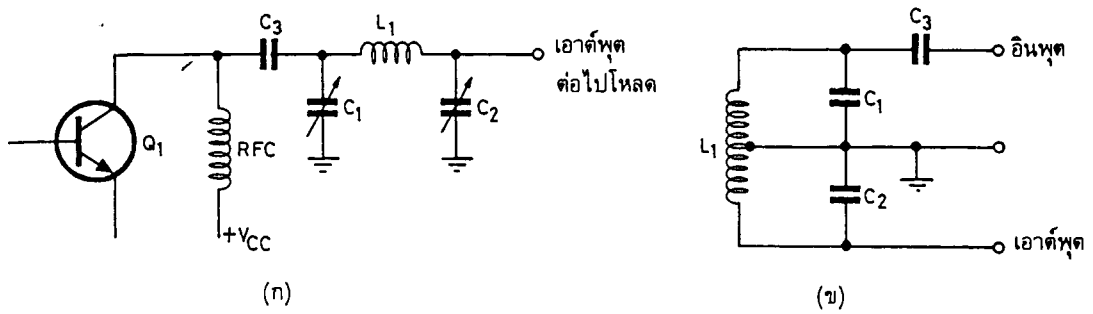 C3
L1
เอาต์พุต
ต่อไปโหลด
C1
C2
Q1
RFC
+VCC
(ก)
C3
อินพุต
C1
L1
C2
เอาต์พุต
(ข)